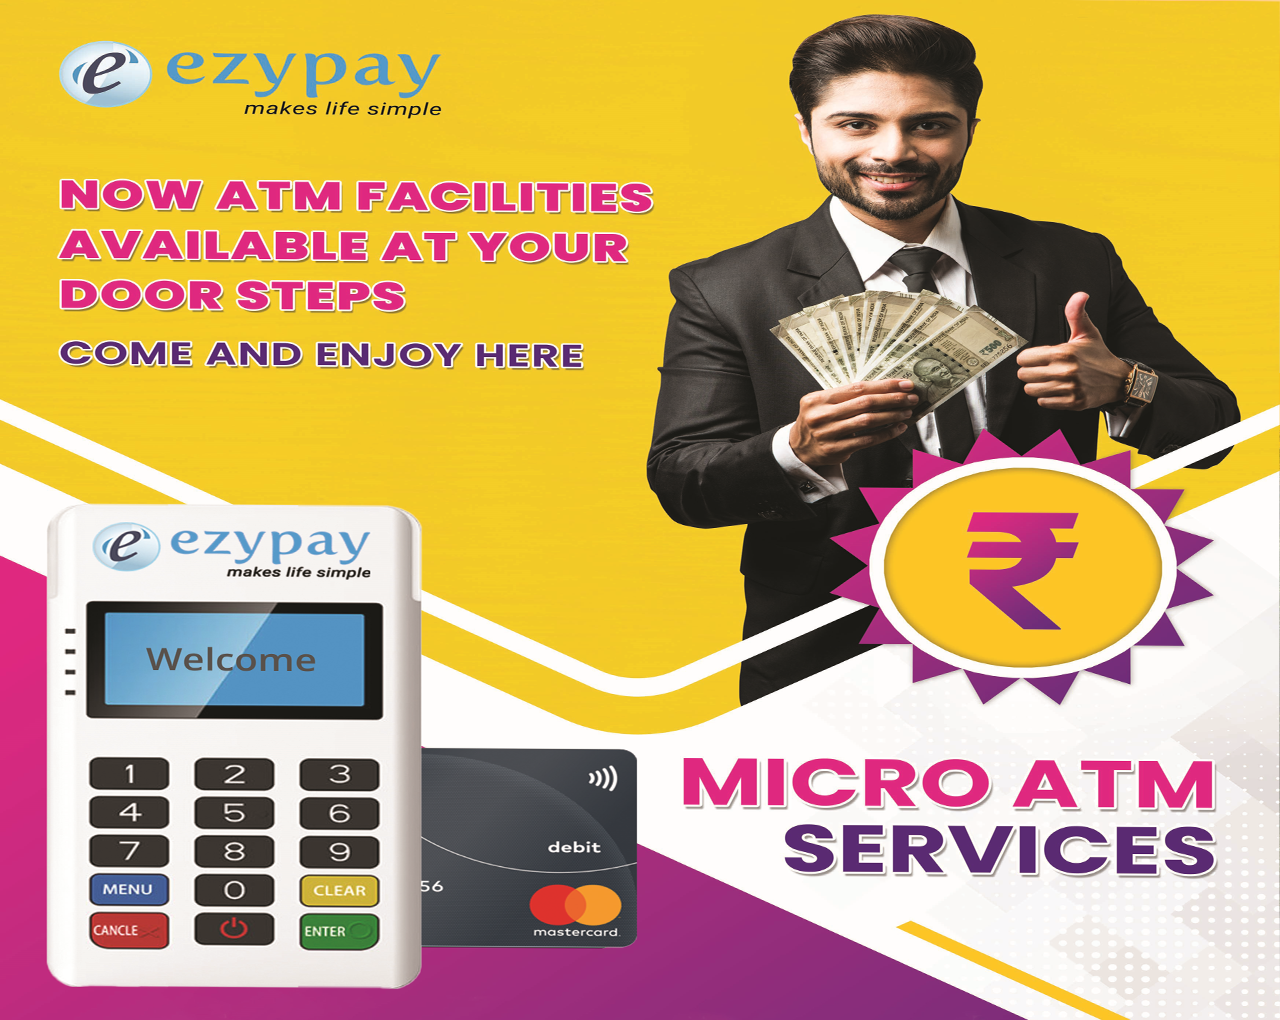 e ezypay
makes life simple
NOW ATM FACILITIES
AVAILABLE AT YOUR
DOOR STEPS
COME AND ENJOY HERE
₹500
₹
e ezypay
makes life simple
Welcome
1 2 3
4 5 6
7 8 9
MENU 0 CLEAR
CANCLE ENTER
debit
56
mastercard
MICRO ATM
SERVICES